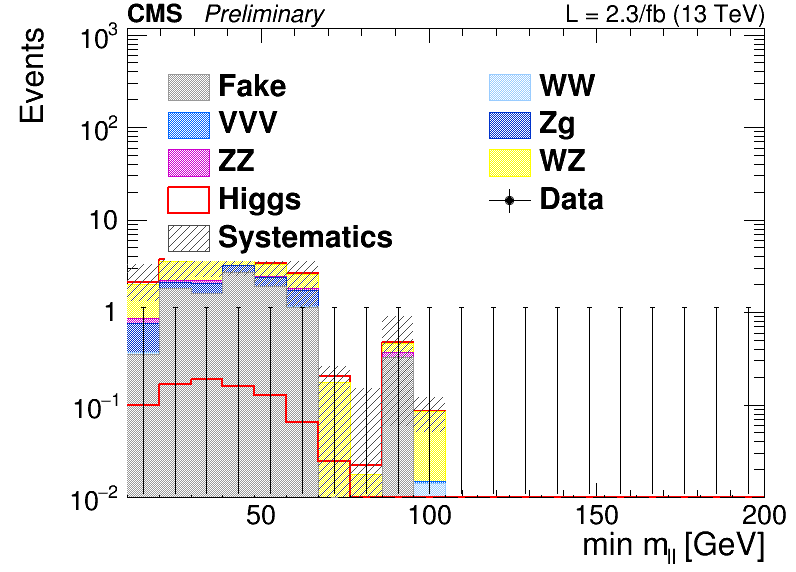 CMS Preliminary L = 2.3/fb (13 TeV)
Events
10³
10²
10
1
10⁻¹
10⁻²
Fake WW
VVV Zg
ZZ WZ
Higgs Data
Systematics
50 100 150 200
min m_ll [GeV]